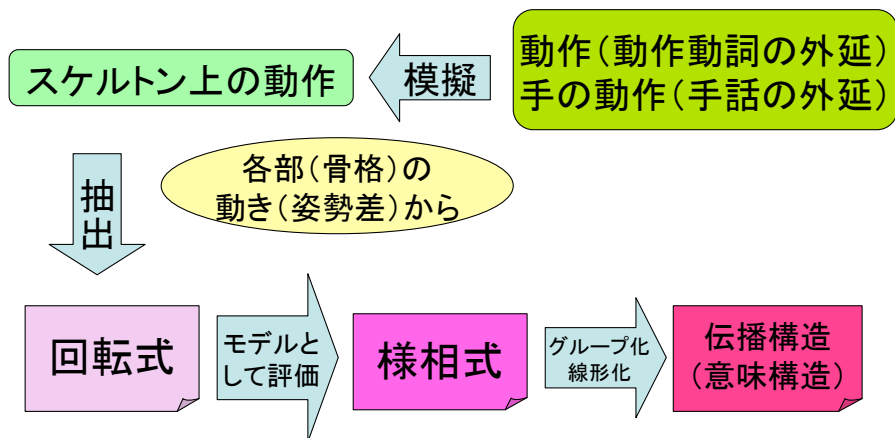 動作(動作動詞の外延)
手の動作(手話の外延)
模擬
スケルトン上の動作
抽
出
各部(骨格)の
動き(姿勢差)から
回転式
モデルと
して評価
様相式
グループ化
線形化
伝播構造
(意味構造)